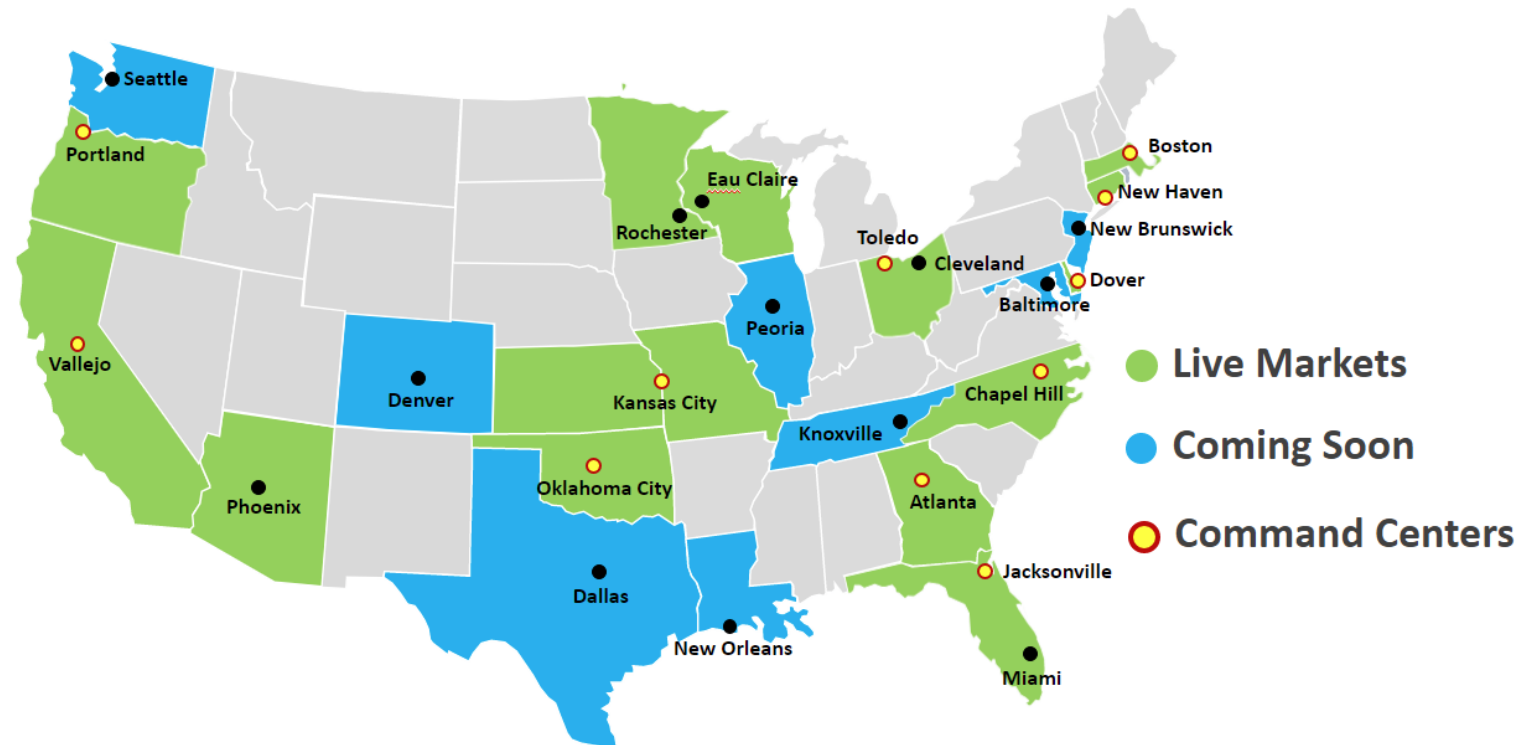 Seattle
Portland
Boston
Eau Claire
New Haven
Rochester
New Brunswick
Toledo
Cleveland
Dover
Baltimore
Peoria
Vallejo
Live Markets
Denver
Kansas City
Chapel Hill
Knoxville
Coming Soon
Oklahoma City
Phoenix
Atlanta
Command Centers
Jacksonville
Dallas
New Orleans
Miami